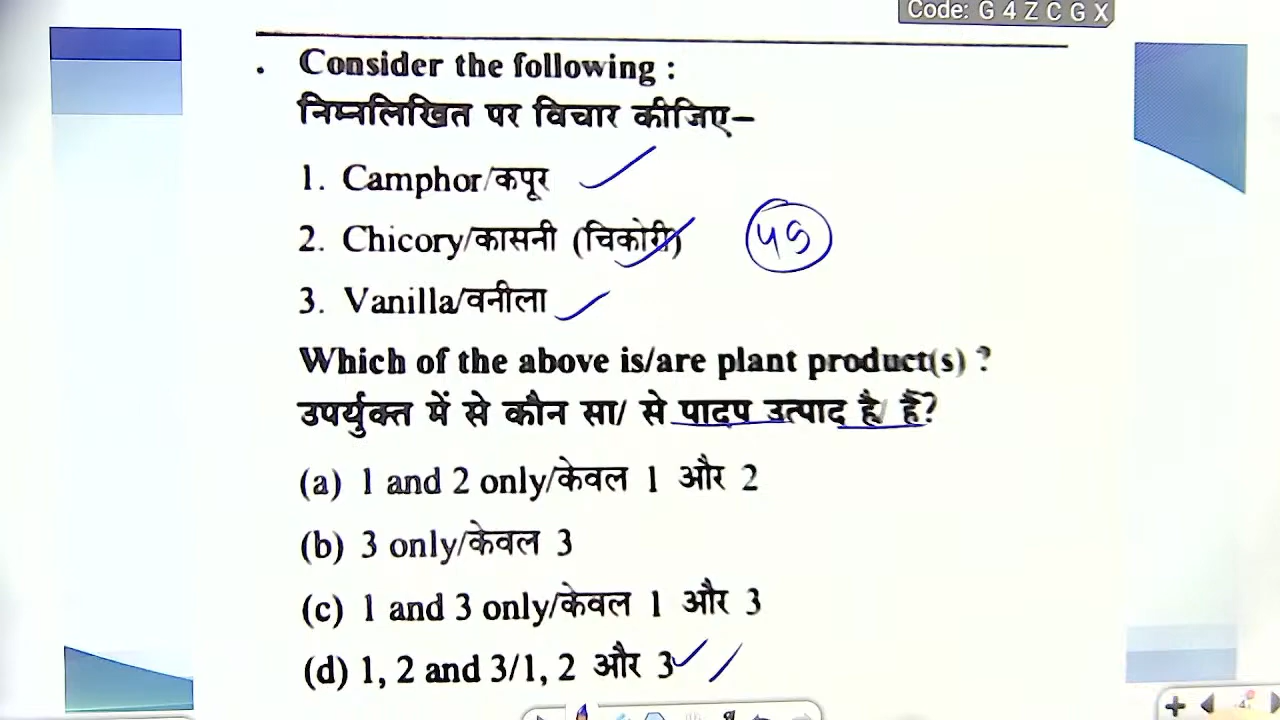 Code: G 4 Z C G X
. Consider the following :
निम्नलिखित पर विचार कीजिए–
1. Camphor/कपूर
2. Chicory/कासनी (चिकोरी)
45
3. Vanilla/वनीला
Which of the above is/are plant product(s) ?
उपर्युक्त में से कौन सा/ से पादप उत्पाद है/ हैं?
(a) 1 and 2 only/केवल 1 और 2
(b) 3 only/केवल 3
(c) 1 and 3 only/केवल 1 और 3
(d) 1, 2 and 3/1, 2 और 3